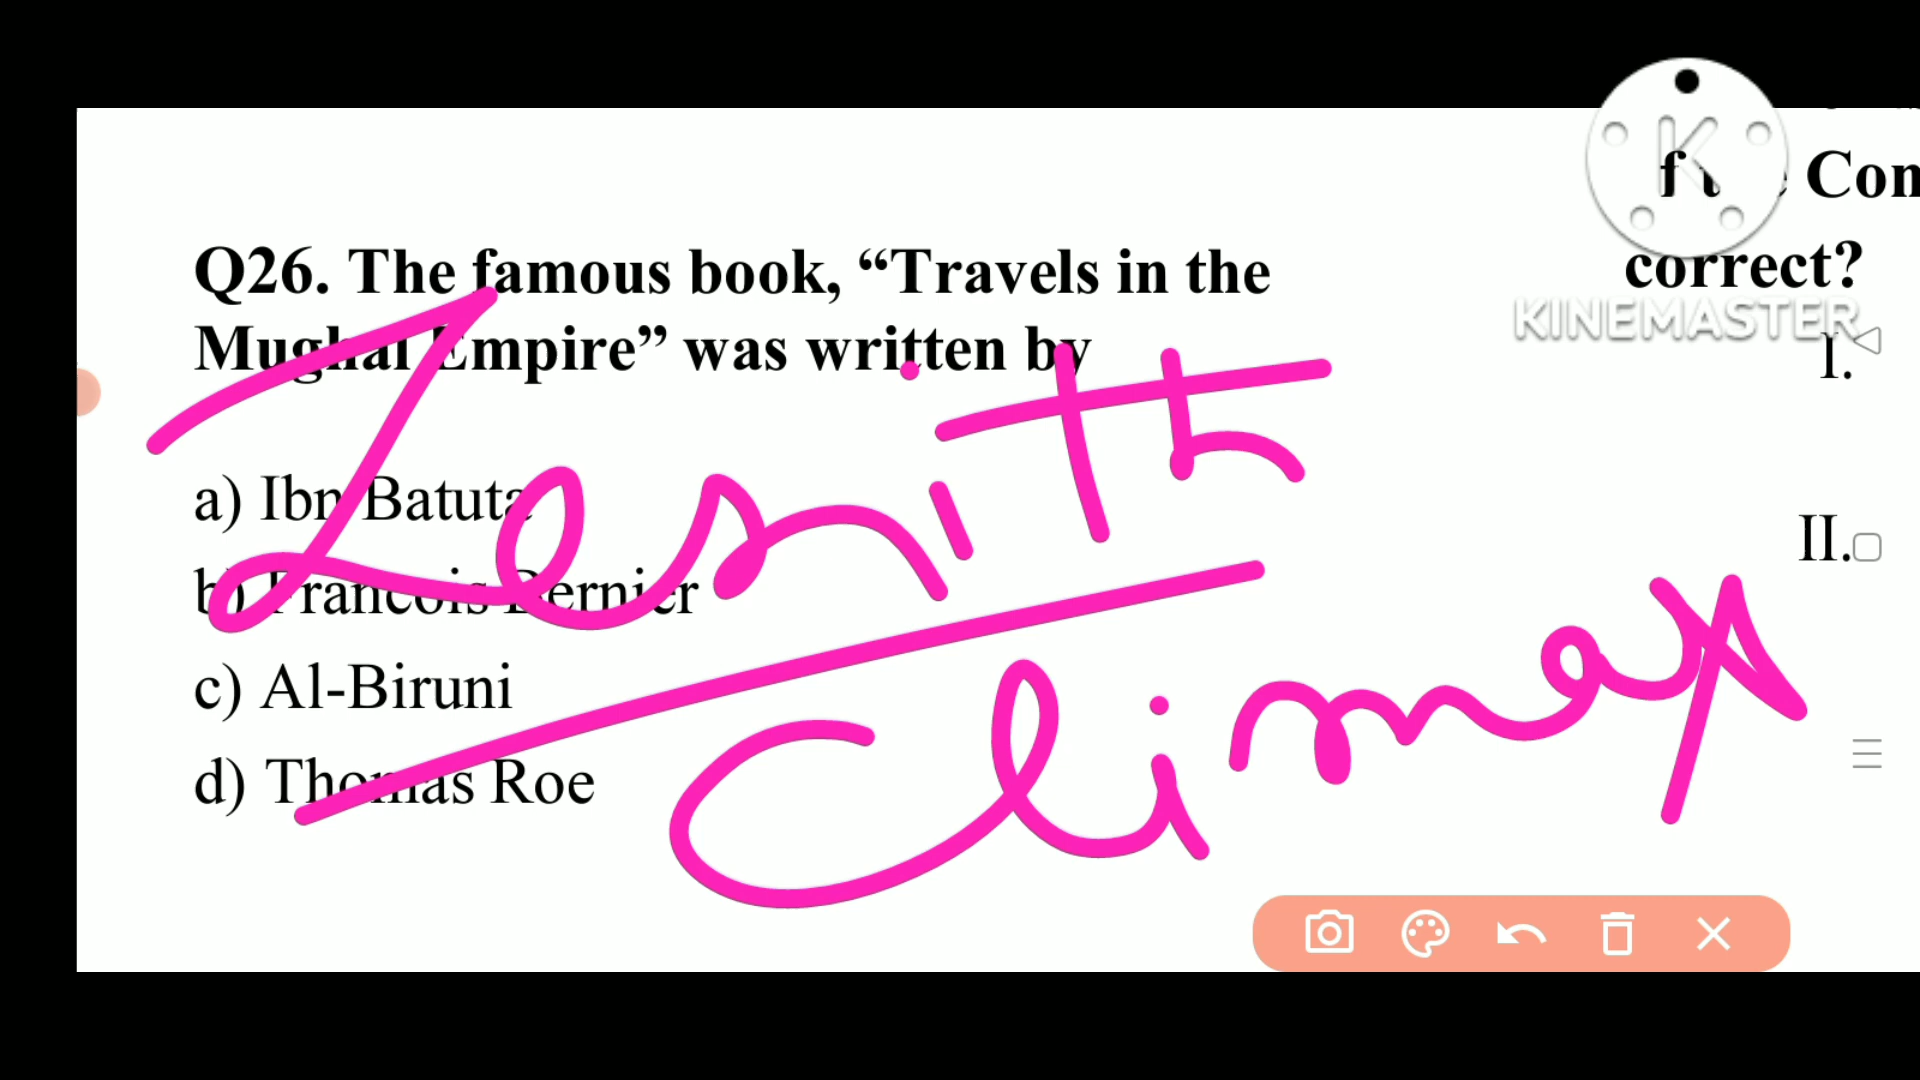 f t e Con
Q26. The famous book, “Travels in the
correct?
Mughal Empire” was written by
KINEMASTER
I.
Zenith
a) Ibn Batuta
II.
b) Francois Bernier
Climax
c) Al-Biruni
d) Thomas Roe